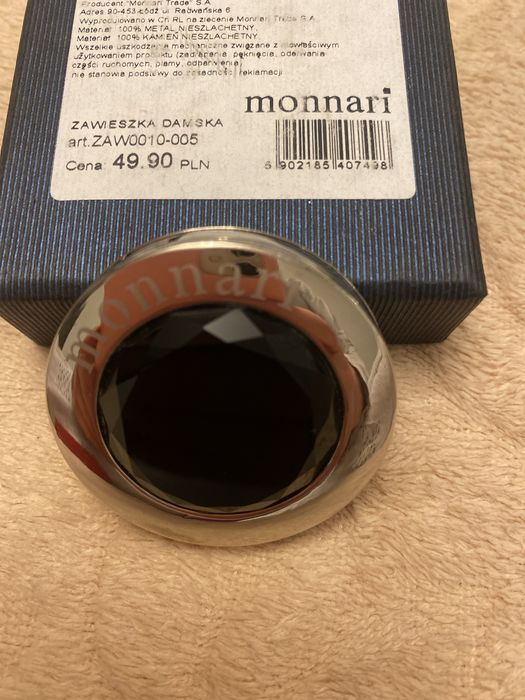 Producent "Monnari Trade" S.A.
Adres 90-453 Łódź ul. Radwańska 6
Wyprodukowano w ChRL na zlecenie Monnari Trade S.A.
Materiał 100% METAL NIESZLACHETNY,
Materiał 100% KAMIEŃ NIESZLACHETNY.
Wszelkie uszkodzenia mechaniczne związane z niewłaściwym
użytkowaniem produktu (zadrapania, pęknięcia, oderwania
części ruchomych, plamy, odbarwienia)
nie stanowią podstawy do zasadności reklamacji
monnari
ZAWIESZKA DAMSKA
art.ZAW0010-005
Cena: 49.90 PLN
5 902185 407498
monnari